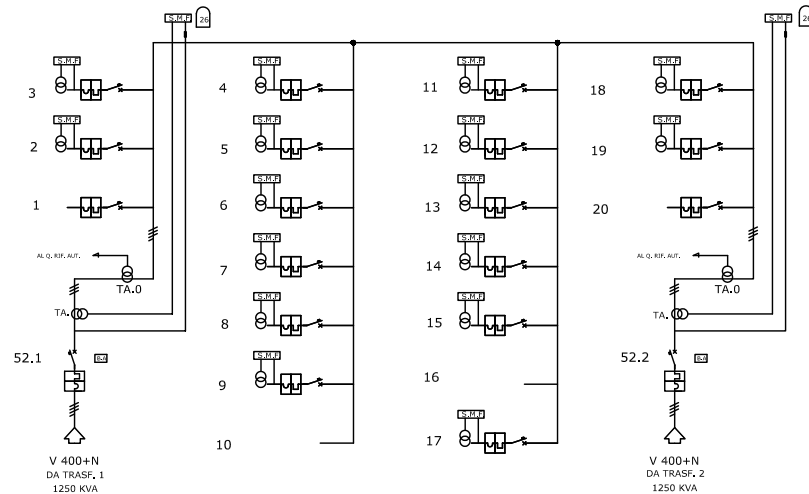 S.M.F
26
S.M.F
26
S.M.F
3
S.M.F
4
S.M.F
11
S.M.F
18
S.M.F
2
S.M.F
5
S.M.F
12
S.M.F
19
1
S.M.F
6
S.M.F
13
20
AL Q. RIF. AUT.
TA.0
S.M.F
7
S.M.F
14
AL Q. RIF. AUT.
TA.0
TA.
S.M.F
8
S.M.F
15
TA.
52.1
S.M.F
9
16
52.2
10
S.M.F
17
V 400+N
DA TRASF. 1
1250 KVA
V 400+N
DA TRASF. 2
1250 KVA